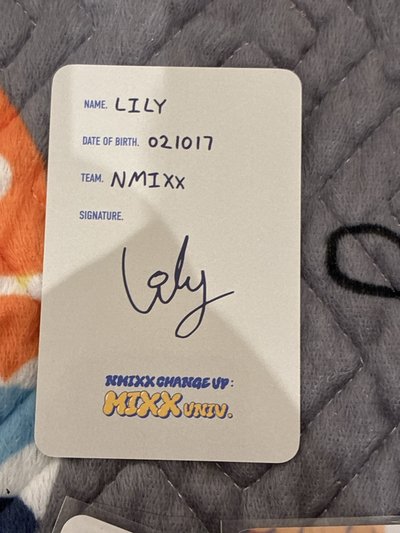 NAME. LILY
DATE OF BIRTH. 021017
TEAM. NMIXX
SIGNATURE.
Lily
NMIXX CHANGE UP:
MIXX UNIV.